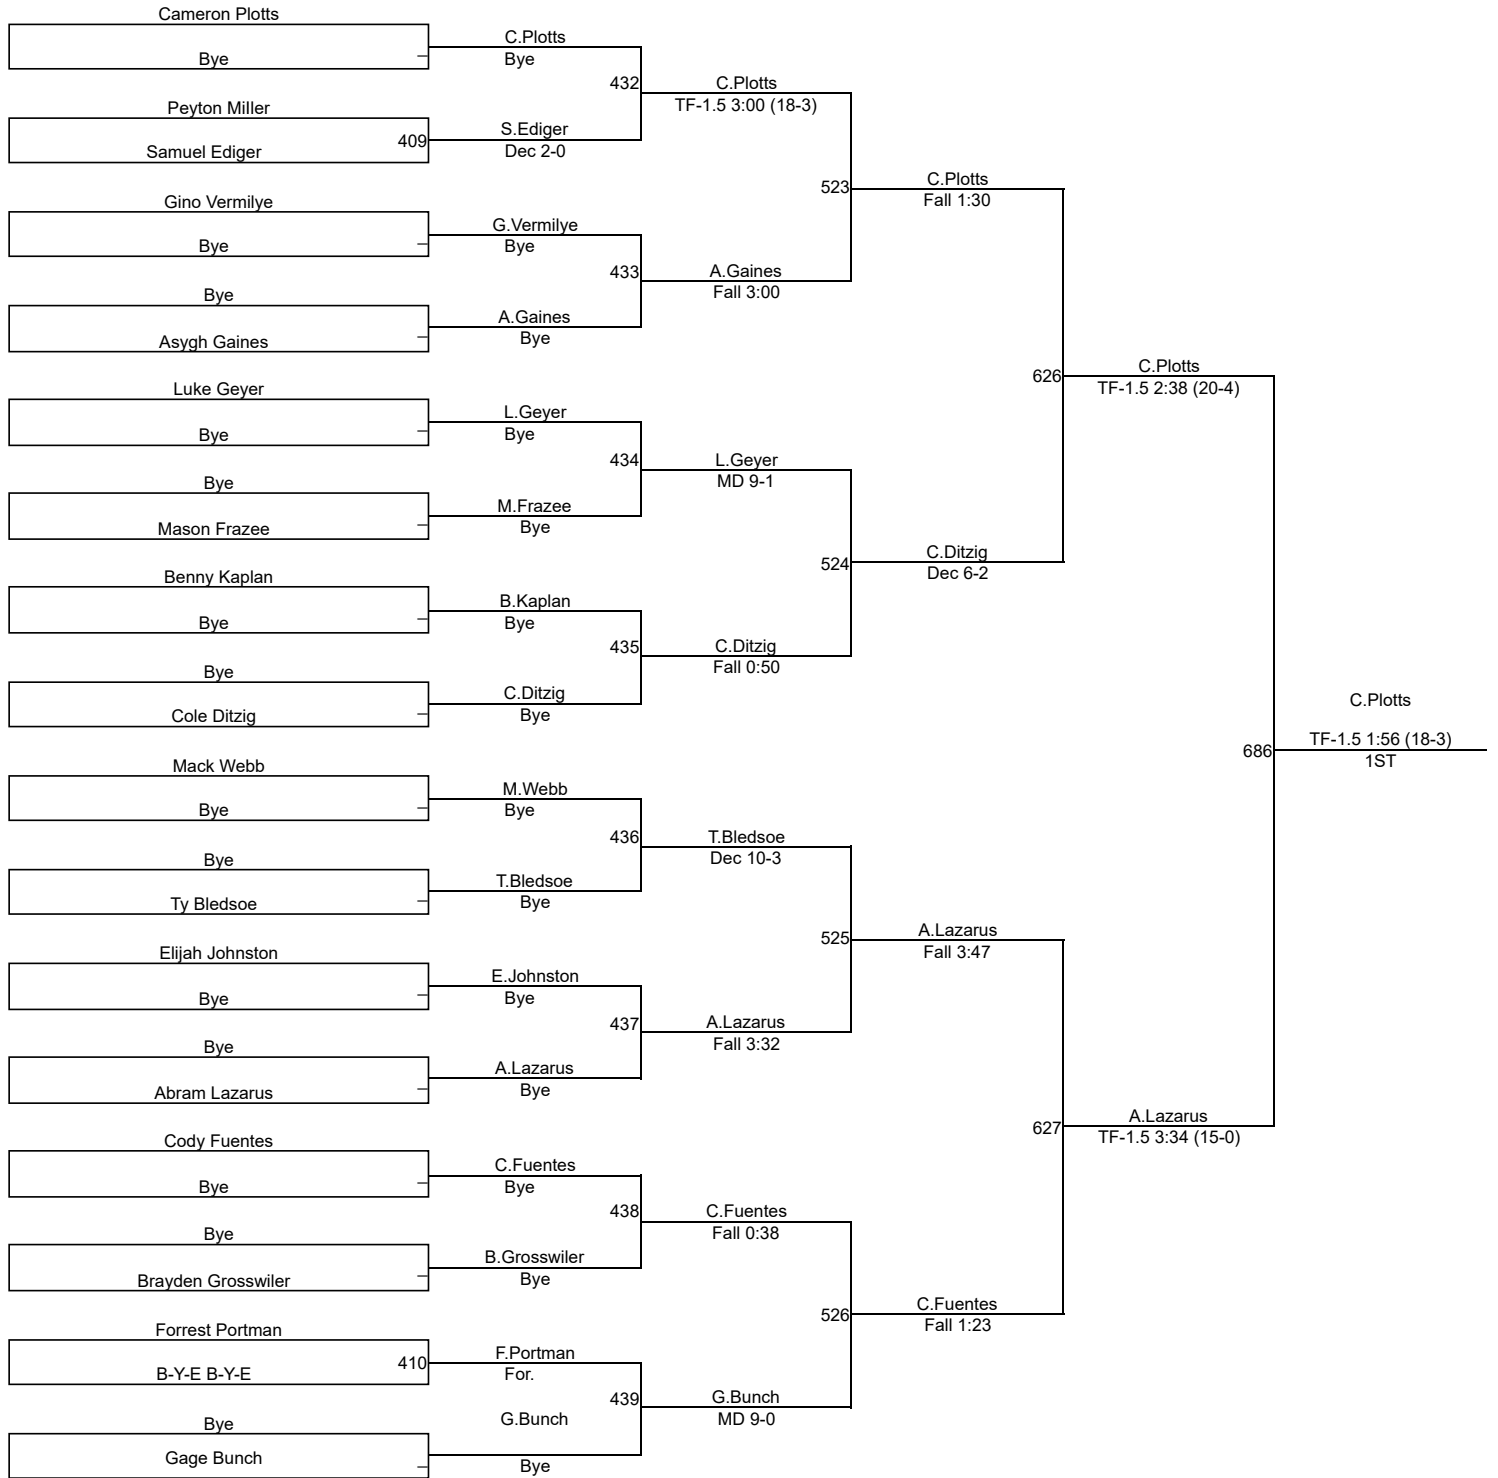 Cameron Plotts
Bye
C.Plotts
Bye
432
C.Plotts
TF-1.5 3:00 (18-3)
Peyton Miller
Samuel Ediger
409
S.Ediger
Dec 2-0
523
C.Plotts
Fall 1:30
Gino Vermilye
Bye
G.Vermilye
Bye
433
A.Gaines
Fall 3:00
Bye
Asygh Gaines
A.Gaines
Bye
626
C.Plotts
TF-1.5 2:38 (20-4)
Luke Geyer
Bye
L.Geyer
Bye
434
L.Geyer
MD 9-1
Bye
Mason Frazee
M.Frazee
Bye
524
C.Ditzig
Dec 6-2
Benny Kaplan
Bye
B.Kaplan
Bye
435
C.Ditzig
Fall 0:50
Bye
Cole Ditzig
C.Ditzig
Bye
686
C.Plotts
TF-1.5 1:56 (18-3)
1ST
Mack Webb
Bye
M.Webb
Bye
436
T.Bledsoe
Dec 10-3
Bye
Ty Bledsoe
T.Bledsoe
Bye
525
A.Lazarus
Fall 3:47
Elijah Johnston
Bye
E.Johnston
Bye
437
A.Lazarus
Fall 3:32
Bye
Abram Lazarus
A.Lazarus
Bye
627
A.Lazarus
TF-1.5 3:34 (15-0)
Cody Fuentes
Bye
C.Fuentes
Bye
438
C.Fuentes
Fall 0:38
Bye
Brayden Grosswiler
B.Grosswiler
Bye
526
C.Fuentes
Fall 1:23
Forrest Portman
B-Y-E B-Y-E
410
F.Portman
For.
439
G.Bunch
MD 9-0
Bye
Gage Bunch
G.Bunch
Bye